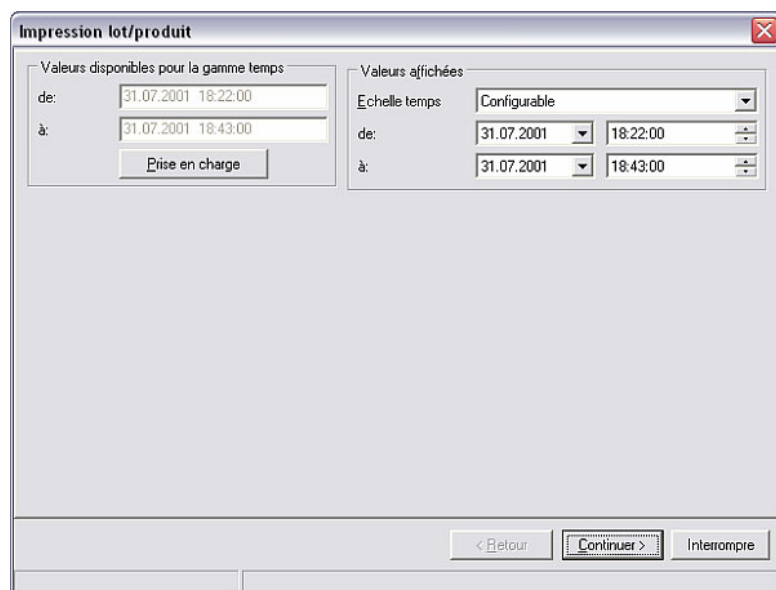 Impression lot/produit
Valeurs disponibles pour la gamme temps
de: 31.07.2001 18:22:00
à: 31.07.2001 18:43:00
Prise en charge
Valeurs affichées
Echelle temps Configurable
de: 31.07.2001 18:22:00
à: 31.07.2001 18:43:00
< Retour Continuer > Interrompre